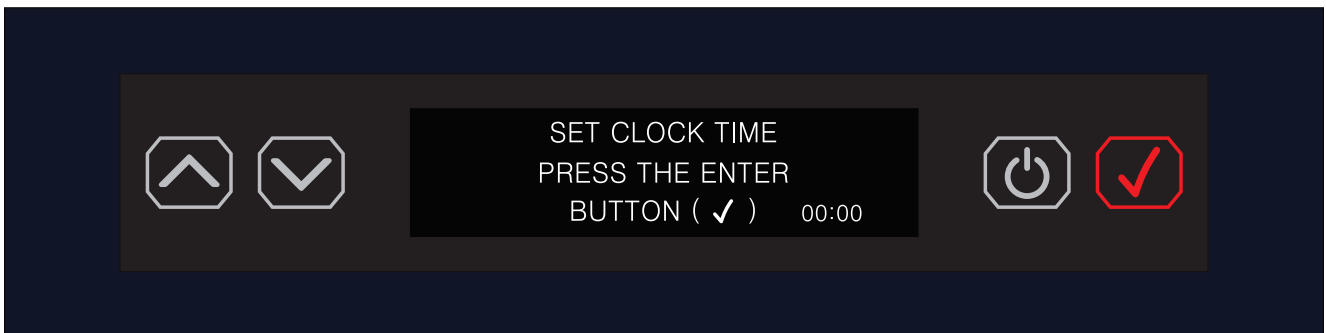 SET CLOCK TIME
PRESS THE ENTER
BUTTON ( ✓ ) 00:00